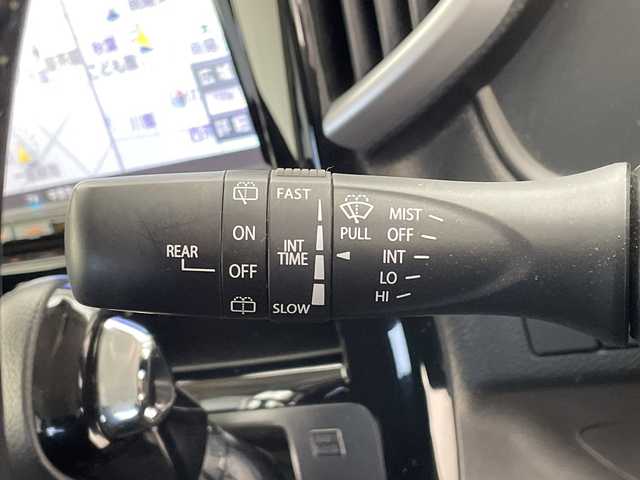 FAST
MIST
ON
PULL
OFF
REAR
INT
TIME
INT
OFF
LO
HI
SLOW